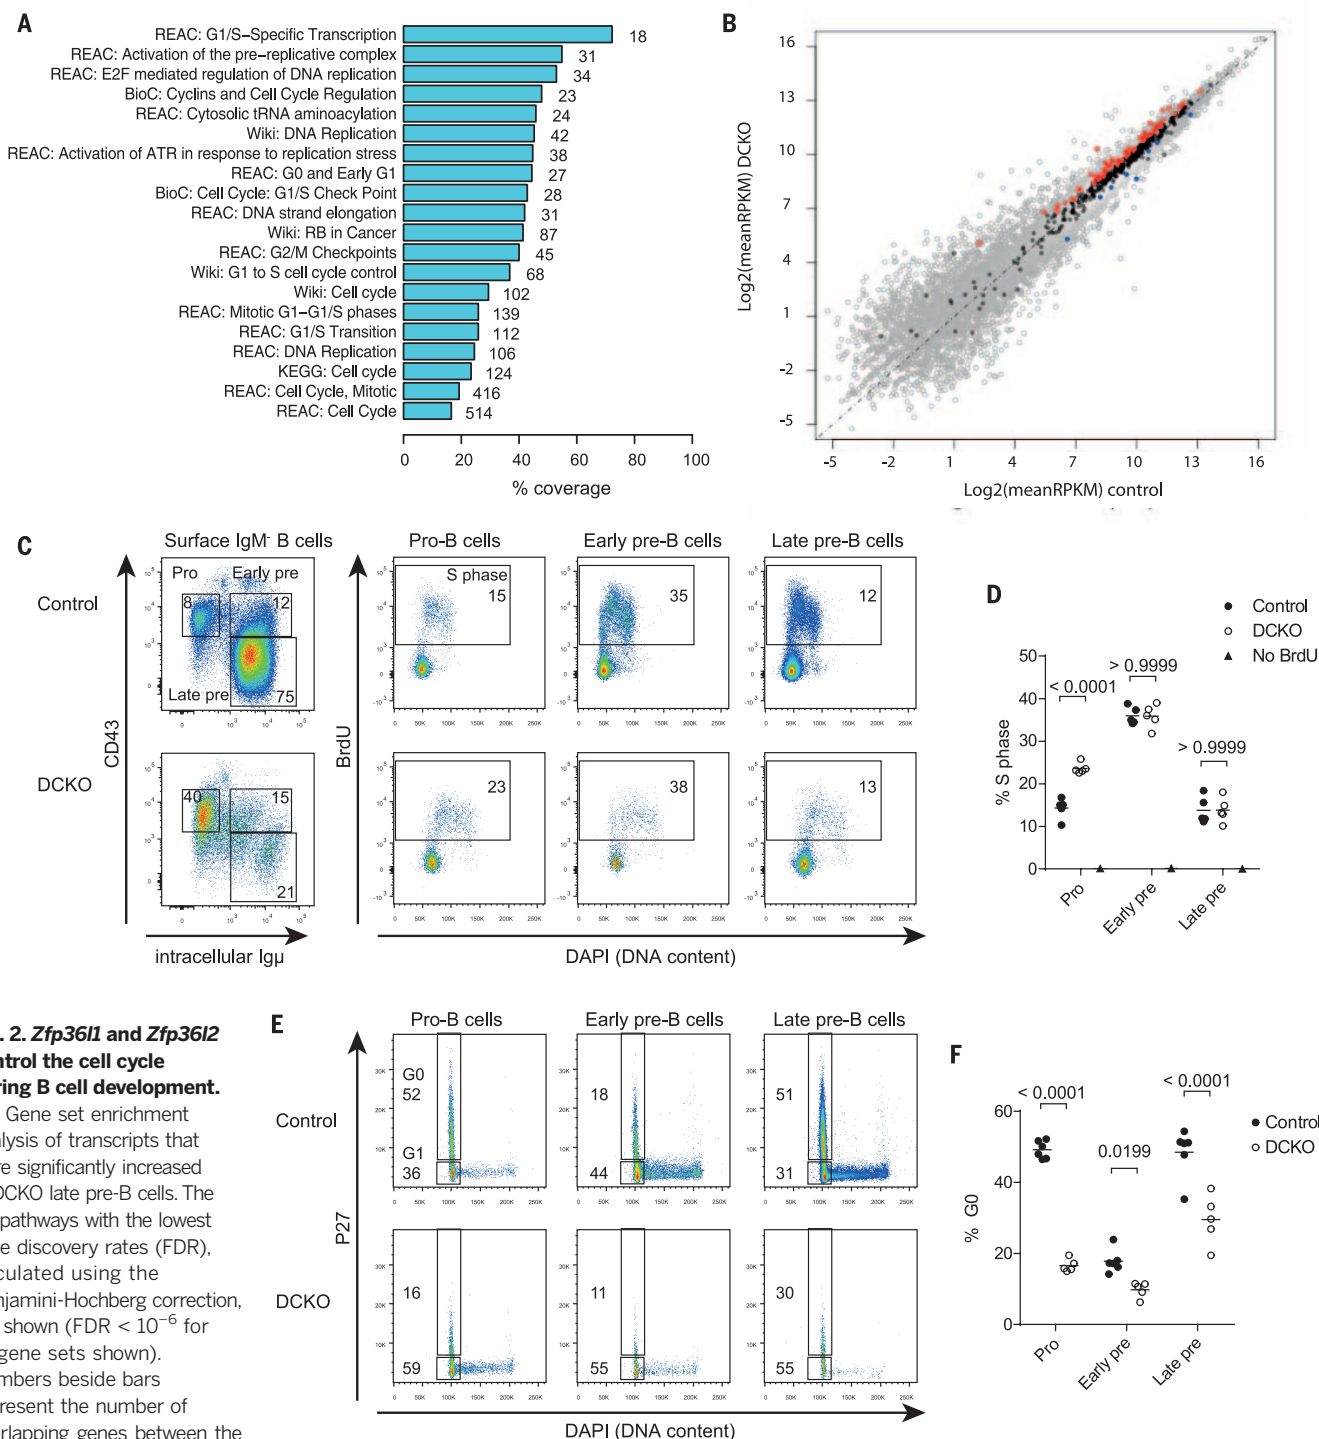 A
REAC: G1/S−Specific Transcription 18
REAC: Activation of the pre−replicative complex 31
REAC: E2F mediated regulation of DNA replication 34
BioC: Cyclins and Cell Cycle Regulation 23
REAC: Cytosolic tRNA aminoacylation 24
Wiki: DNA Replication 42
REAC: Activation of ATR in response to replication stress 38
REAC: G0 and Early G1 27
BioC: Cell Cycle: G1/S Check Point 28
REAC: DNA strand elongation 31
Wiki: RB in Cancer 87
REAC: G2/M Checkpoints 45
Wiki: G1 to S cell cycle control 68
Wiki: Cell cycle 102
REAC: Mitotic G1−G1/S phases 139
REAC: G1/S Transition 112
REAC: DNA Replication 106
KEGG: Cell cycle 124
REAC: Cell Cycle, Mitotic 416
REAC: Cell Cycle 514
0 20 40 60 80 100
% coverage
B
Log2(meanRPKM) DCKO
16
13
10
7
4
1
-2
-5
-5 -2 1 4 7 10 13 16
Log2(meanRPKM) control
C
Surface IgM- B cells
Pro-B cells
Early pre-B cells
Late pre-B cells
Control
Pro
Early pre
8
12
Late pre
75
S phase
15
35
12
CD43
BrdU
DCKO
40
15
21
23
38
13
intracellular Igμ
DAPI (DNA content)
D
Control
DCKO
No BrdU
% S phase
50
40
30
20
10
0
< 0.0001
> 0.9999
> 0.9999
Pro
Early pre
Late pre
. 2. Zfp36l1 and Zfp36l2
ntrol the cell cycle
ring B cell development.
Gene set enrichment
alysis of transcripts that
re significantly increased
DCKO late pre-B cells. The
pathways with the lowest
e discovery rates (FDR),
culated using the
njamini-Hochberg correction,
shown (FDR < 10−6 for
gene sets shown).
mbers beside bars
present the number of
erlapping genes between the
E
Pro-B cells
Early pre-B cells
Late pre-B cells
Control
G0
52
G1
36
18
44
51
31
P27
DCKO
16
59
11
55
30
55
DAPI (DNA content)
F
Control
DCKO
% G0
60
40
20
0
< 0.0001
0.0199
< 0.0001
Pro
Early pre
Late pre